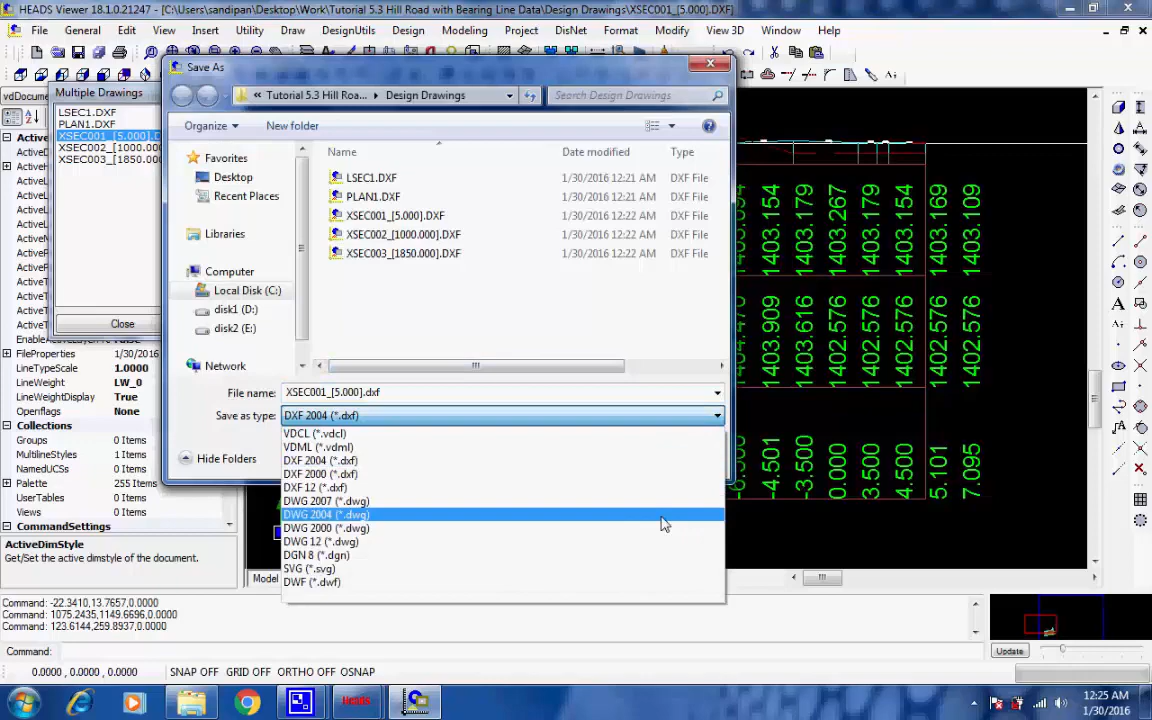 HEADS Viewer 18.1.0.21247 - [C:\Users\sandipan\Desktop\Work\Tutorial 5.3 Hill Road with Bearing Line Data\Design Drawings\XSEC001_[5.000].DXF]
File General Edit View Insert Utility Draw DesignUtils Design Modeling Project DisNet Format Modify View 3D Window Help
Save As
Multiple Drawings
LSEC1.DXF
PLAN1.DXF
XSEC001_[5.000].D
XSEC002_[1000.000
XSEC003_[1850.000
Close
Tutorial 5.3 Hill Roa... Design Drawings Search Design Drawings
Organize New folder
Favorites
Desktop
Recent Places
Libraries
Computer
Local Disk (C:)
disk1 (D:)
disk2 (E:)
Network
Name Date modified Type
LSEC1.DXF 1/30/2016 12:21 AM DXF File
PLAN1.DXF 1/30/2016 12:21 AM DXF File
XSEC001_[5.000].DXF 1/30/2016 12:22 AM DXF File
XSEC002_[1000.000].DXF 1/30/2016 12:22 AM DXF File
XSEC003_[1850.000].DXF 1/30/2016 12:22 AM DXF File
File name: XSEC001_[5.000].dxf
Save as type: DXF 2004 (*.dxf)
VDCL (*.vdcl)
VDML (*.vdml)
DXF 2004 (*.dxf)
DXF 2000 (*.dxf)
DXF 12 (*.dxf)
DWG 2007 (*.dwg)
DWG 2004 (*.dwg)
DWG 2000 (*.dwg)
DWG 12 (*.dwg)
DGN 8 (*.dgn)
SVG (*.svg)
DWF (*.dwf)
Hide Folders
vdDocume
Activ
FileProperties 1/30/2016
LineTypeScale 1.0000
LineWeight LW_0
LineWeightDisplay True
Openflags None
Collections
Groups 0 Items
MultilineStyles 1 Items
NamedUCS 0 Items
Palette 255 Items
UserTables 0 Items
CommandSettings
ActiveDimStyle
Get/Set the active dimstyle of the document.
Model
1403.154 1403.267 1403.179 1403.154 1403.169 1403.109
1403.909 1403.616 1402.576 1402.576 1402.576 1402.576 1402.576
-4.501 -3.500 0.000 3.500 4.500 5.101 7.095
Command: -22.3410,13.7657,0.0000
Command: 1075.2435,1149.6696,0.0000
Command: 123.6144,259.8937,0.0000
Command:
Update
0.0000 , 0.0000 , 0.0000 SNAP OFF GRID OFF ORTHO OFF OSNAP
Heads
12:25 AM
1/30/2016